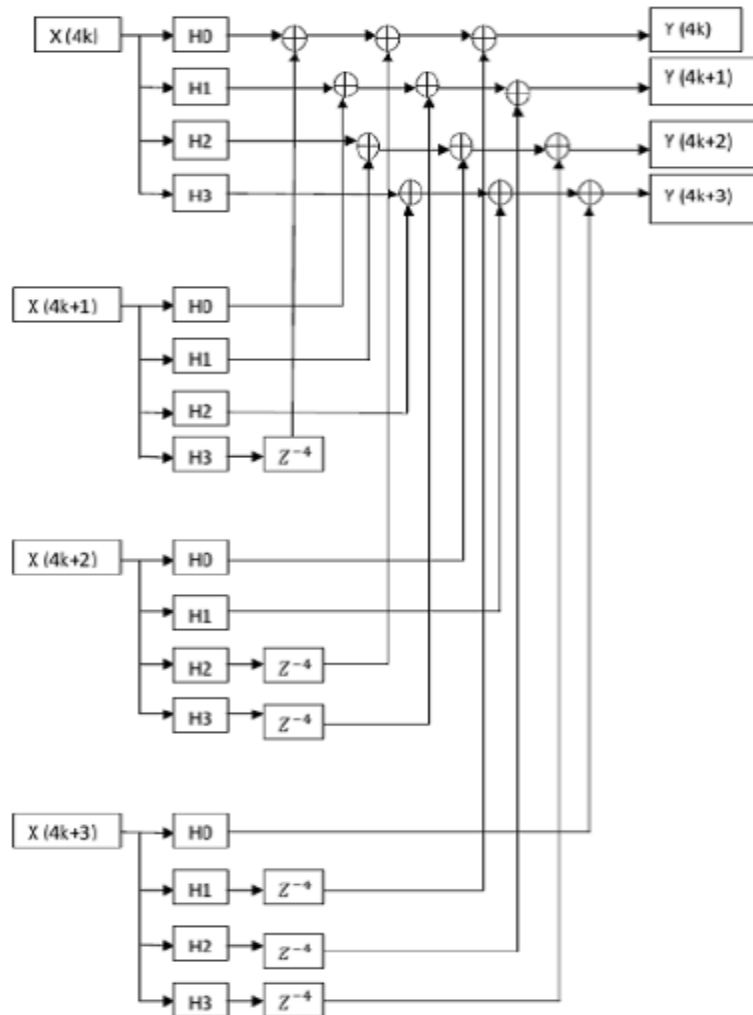 X (4k) H0 Y (4k)
H1 Y (4k+1)
H2 Y (4k+2)
H3 Y (4k+3)
X (4k+1) H0
H1
H2
H3 Z⁻⁴
X (4k+2) H0
H1
H2 Z⁻⁴
H3 Z⁻⁴
X (4k+3) H0
H1 Z⁻⁴
H2 Z⁻⁴
H3 Z⁻⁴